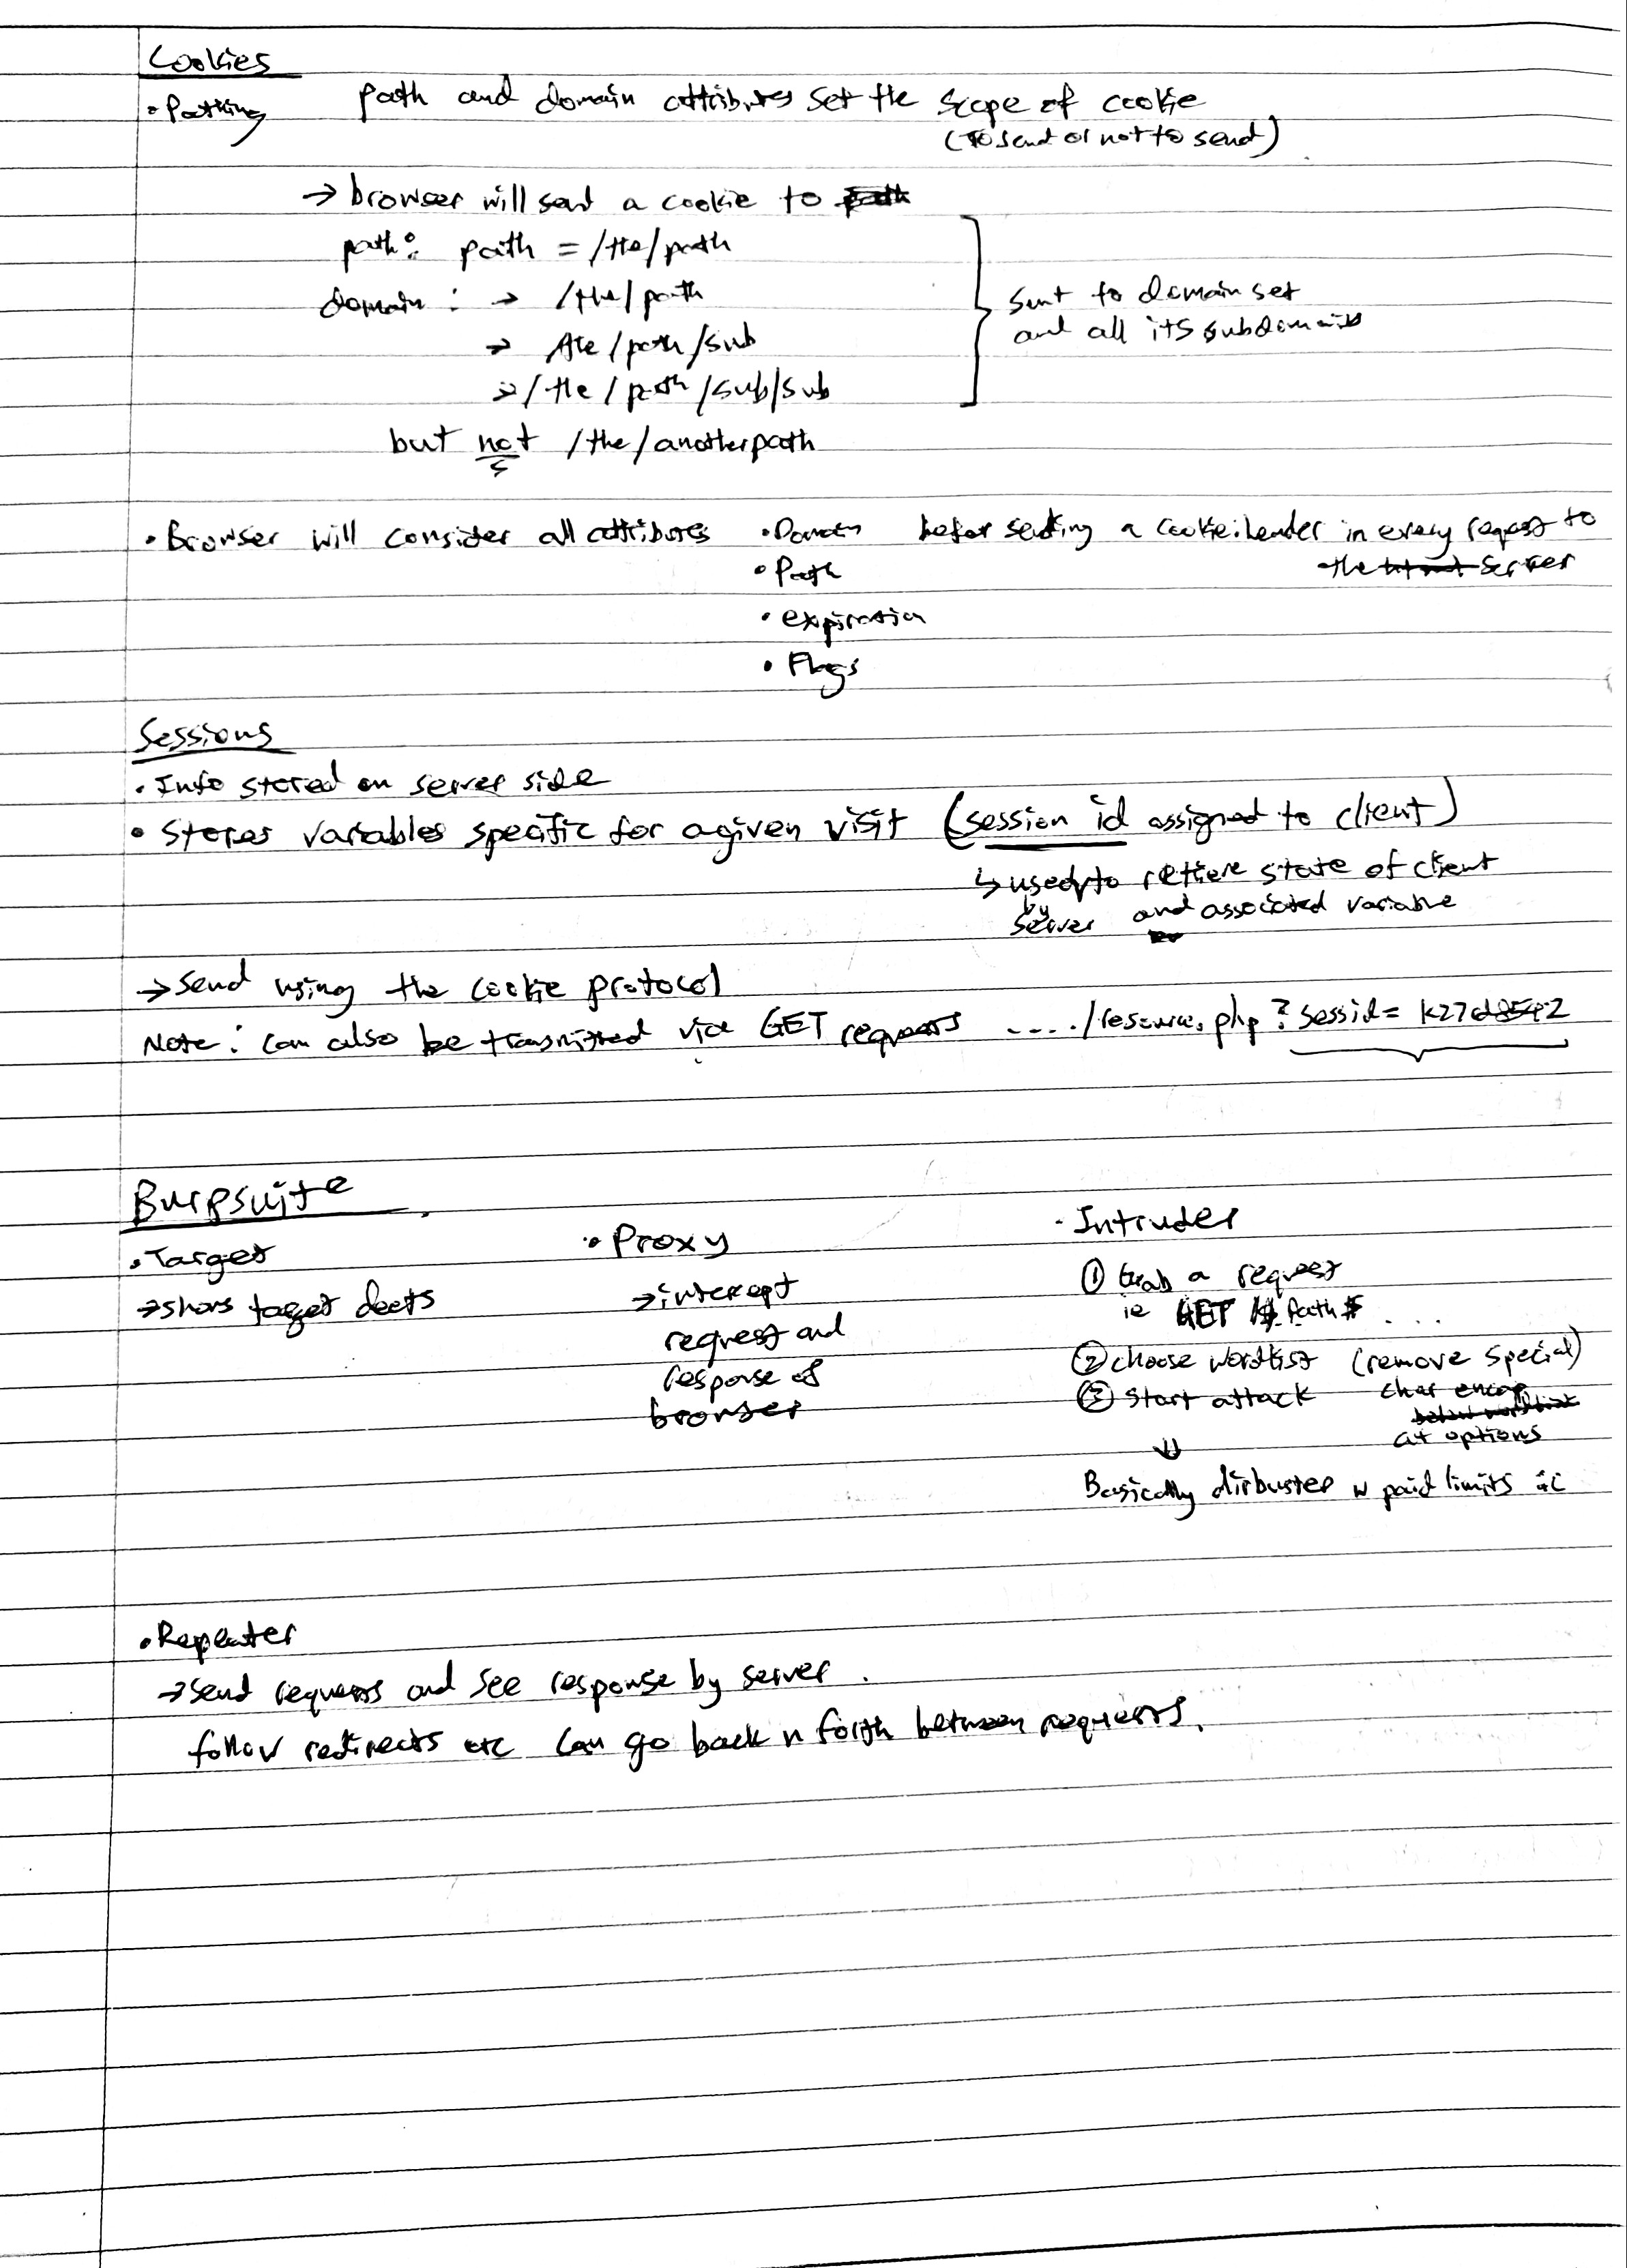 Cookies
• Pathing path and domain attributes set the scope of cookie
(To send or not to send)
→ browser will send a cookie to path
path: path = /the/path
domain: → /the/path
→ /the/path/sub
→ /the/path/sub/sub
sent to domain set
and all its subdomains
but not /the/anotherpath
• Browser will consider all attributes • Domain befor sending a cookie:header in every request to
• Path the server
• expiration
• Flags
Sessions
• Info stored on server side
• Stores variables specific for a given visit (session id assigned to client)
↳ used to retieve state of client
by server and associated variable
→ send using the cookie protocol
Note: can also be transmitted via GET requests ..../resource.php?sessid=
Burpsuite
• Target
→ shows target deets
• Proxy
→ intercept
request and
response of
browser
• Intruder
① Grab a request
ie GET /$ Path$ ....
② choose wordlist (remove special)
③ start attack char encop
at options
⇓
Basically dirbuster w paid limits
• Repeater
→ send requests and see response by server.
follow redirects etc can go back n forth between requests.